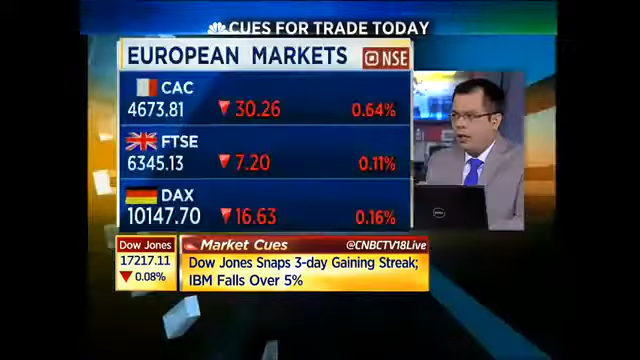 CUES FOR TRADE TODAY
EUROPEAN MARKETS NSE
CAC
4673.81 ▼ 30.26 0.64%
FTSE
6345.13 ▼ 7.20 0.11%
DAX
10147.70 ▼ 16.63 0.16%
DELL
Dow Jones
17217.11
▼ 0.08%
Market Cues @CNBCTV18Live
Dow Jones Snaps 3-day Gaining Streak;
IBM Falls Over 5%